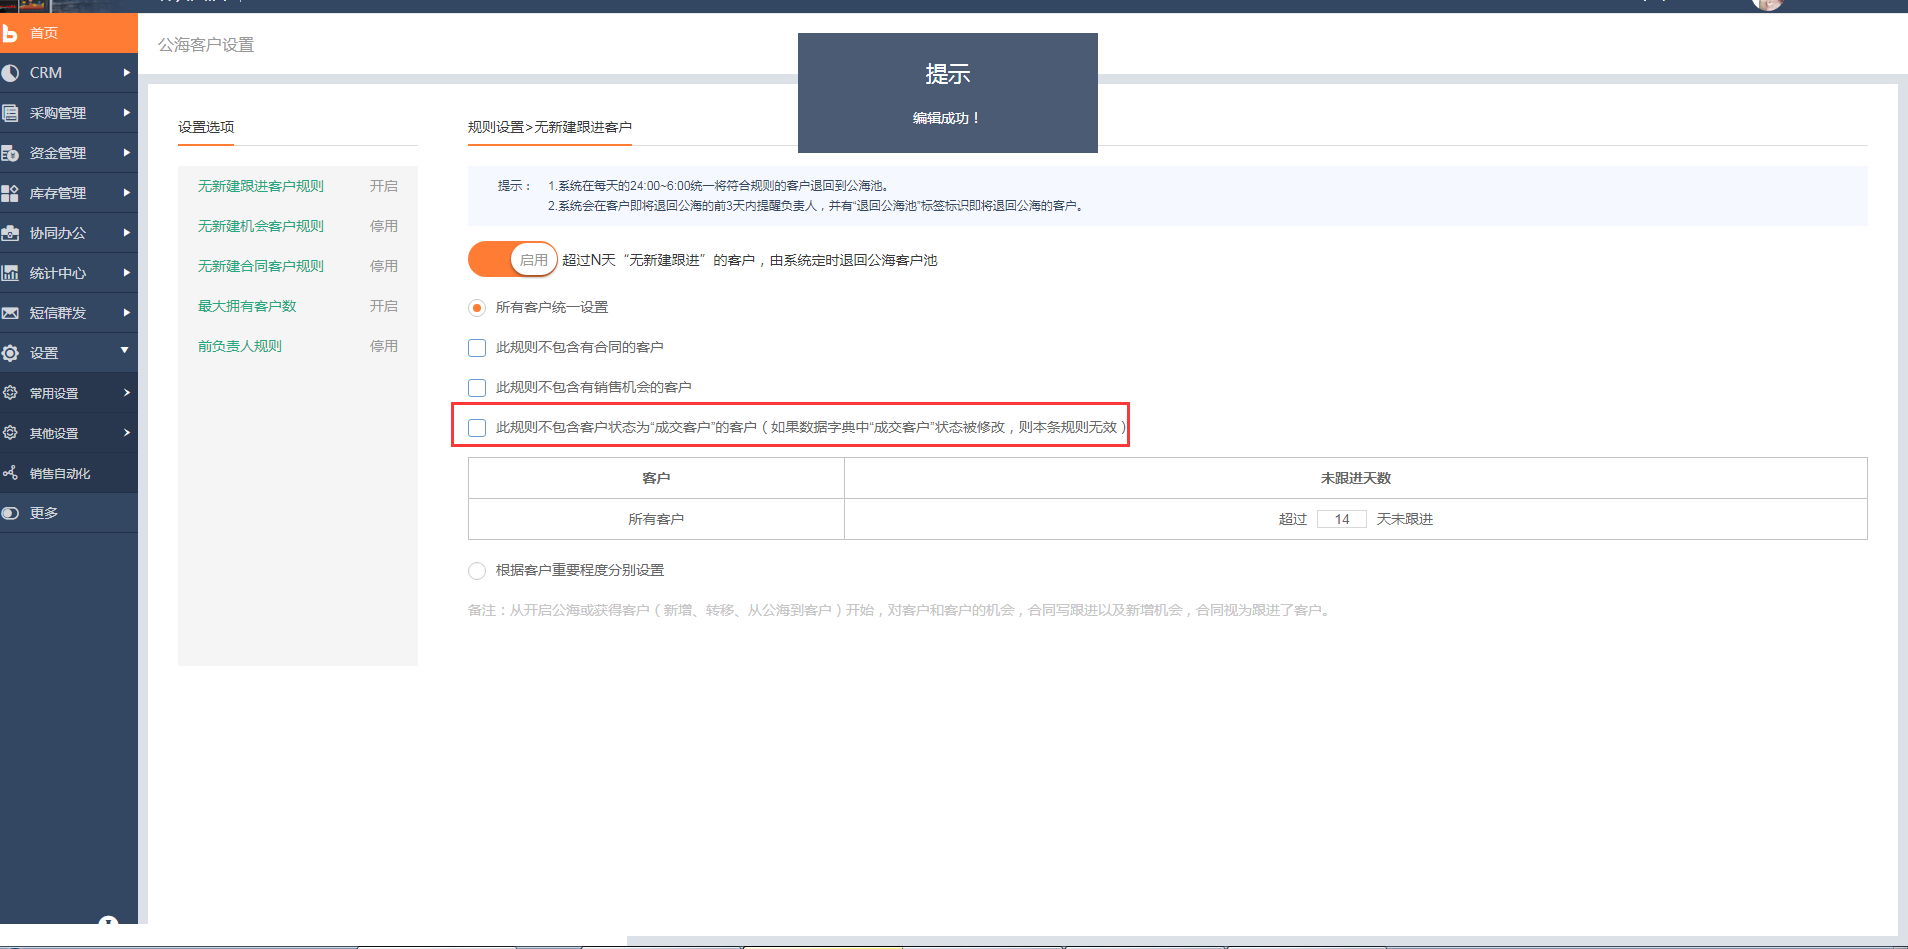 首页
CRM
采购管理
资金管理
库存管理
协同办公
统计中心
短信群发
设置
常用设置
其他设置
销售自动化
更多
公海客户设置
提示
编辑成功！
设置选项
无新建跟进客户规则 开启
无新建机会客户规则 停用
无新建合同客户规则 停用
最大拥有客户数 开启
前负责人规则 停用
规则设置>无新建跟进客户
提示： 1.系统在每天的24:00~6:00统一将符合规则的客户退回到公海池。
2.系统会在客户即将退回公海的前3天内提醒负责人，并有“退回公海池”标签标识即将退回公海的客户。
启用 超过N天“无新建跟进”的客户，由系统定时退回公海客户池
所有客户统一设置
此规则不包含有合同的客户
此规则不包含有销售机会的客户
此规则不包含客户状态为“成交客户”的客户（如果数据字典中“成交客户”状态被修改，则本条规则无效）
客户 未跟进天数
所有客户 超过 14 天未跟进
根据客户重要程度分别设置
备注：从开启公海或获得客户（新增、转移、从公海到客户）开始，对客户和客户的机会，合同写跟进以及新增机会，合同视为跟进了客户。